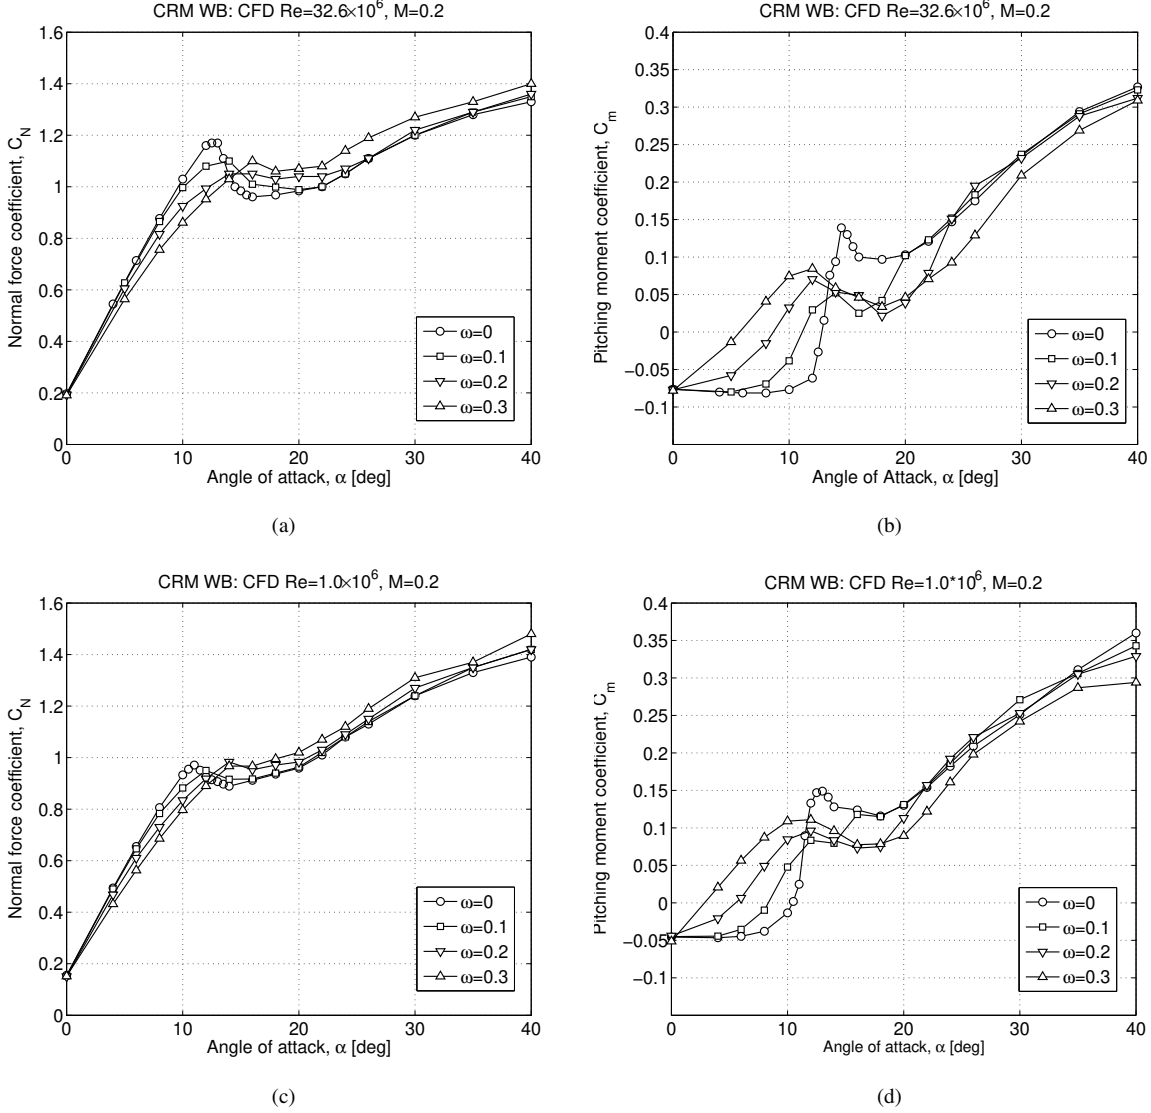 CRM WB: CFD Re=32.6×10⁶, M=0.2
1.6
1.4
1.2
1
0.8
0.6
0.4
0.2
0
Normal force coefficient, C_N
ω=0
ω=0.1
ω=0.2
ω=0.3
0 10 20 30 40
Angle of attack, α [deg]
(a)
CRM WB: CFD Re=32.6×10⁶, M=0.2
0.4
0.35
0.3
0.25
0.2
0.15
0.1
0.05
0
−0.05
−0.1
Pitching moment coefficient, C_m
ω=0
ω=0.1
ω=0.2
ω=0.3
0 10 20 30 40
Angle of Attack, α [deg]
(b)
CRM WB: CFD Re=1.0×10⁶, M=0.2
1.6
1.4
1.2
1
0.8
0.6
0.4
0.2
0
Normal force coefficient, C_N
ω=0
ω=0.1
ω=0.2
ω=0.3
0 10 20 30 40
Angle of attack, α [deg]
(c)
CRM WB: CFD Re=1.0*10⁶, M=0.2
0.4
0.35
0.3
0.25
0.2
0.15
0.1
0.05
0
−0.05
−0.1
Pitching moment coefficient, C_m
ω=0
ω=0.1
ω=0.2
ω=0.3
0 10 20 30 40
Angle of attack, α [deg]
(d)